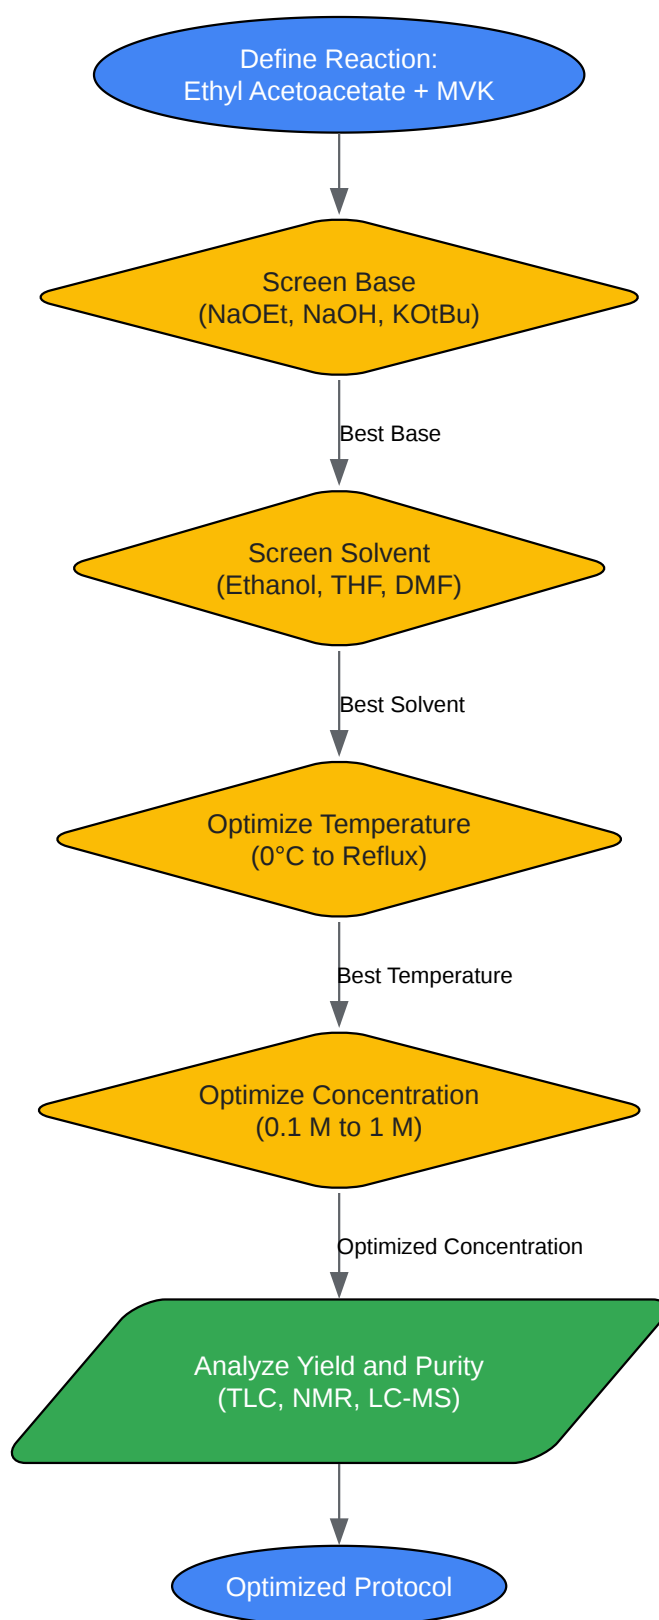 Define Reaction:
Ethyl Acetoacetate + MVK
Screen Base
(NaOEt, NaOH, KOtBu)
Best Base
Screen Solvent
(Ethanol, THF, DMF)
Best Solvent
Optimize Temperature
(0°C to Reflux)
Best Temperature
Optimize Concentration
(0.1 M to 1 M)
Optimized Concentration
Analyze Yield and Purity
(TLC, NMR, LC-MS)
Optimized Protocol